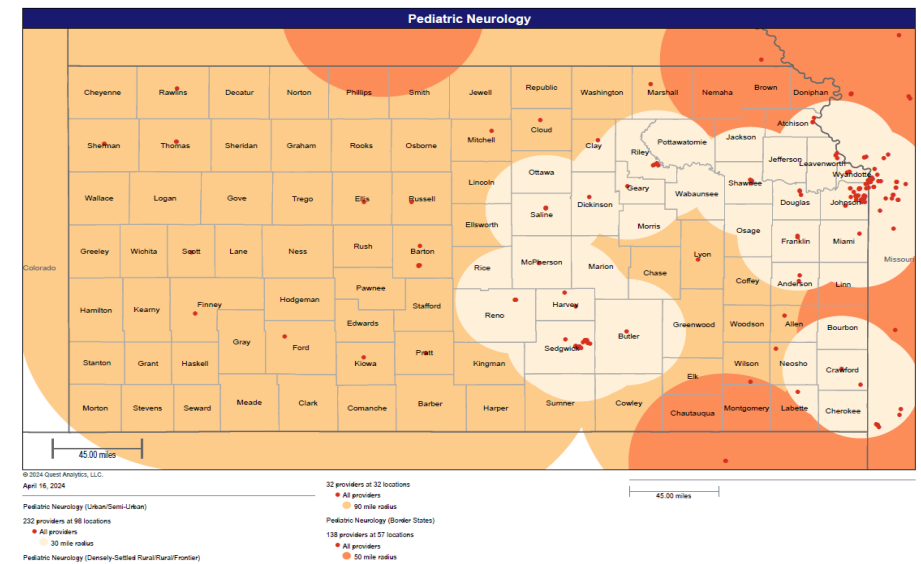 Pediatric Neurology
Cheyenne Rawlins Decatur Norton Phillips Smith Jewell Republic Washington Marshall Nemaha Brown Doniphan
Atchison
Sherman Thomas Sheridan Graham Rooks Osborne Mitchell Cloud Clay Riley Pottawatomie Jackson
Jefferson Leavenworth
Wyandotte
Lincoln Ottawa Geary Wabaunsee Shawnee
Wallace Logan Gove Trego Ellis Russell Saline Dickinson Douglas Johnson
Ellsworth Morris Osage
Greeley Wichita Scott Lane Ness Rush Barton Lyon Franklin Miami
Colorado Rice McPherson Marion Chase Missouri
Pawnee Coffey Anderson Linn
Hamilton Kearny Finney Hodgeman Stafford Reno Harvey
Edwards Greenwood Woodson Allen Bourbon
Gray Ford Sedgwick Butler
Stanton Grant Haskell Kiowa Pratt Kingman Wilson Neosho Crawford
Elk
Morton Stevens Seward Meade Clark Comanche Barber Harper Sumner Cowley Chautauqua Montgomery Labette Cherokee
45.00 miles
© 2024 Quest Analytics, LLC.
April 16, 2024
Pediatric Neurology (Urban/Semi-Urban)
232 providers at 98 locations
All providers
30 mile radius
Pediatric Neurology (Densely-Settled Rural/Rural/Frontier)
32 providers at 32 locations
All providers
90 mile radius
Pediatric Neurology (Border States)
138 providers at 57 locations
All providers
50 mile radius
45.00 miles